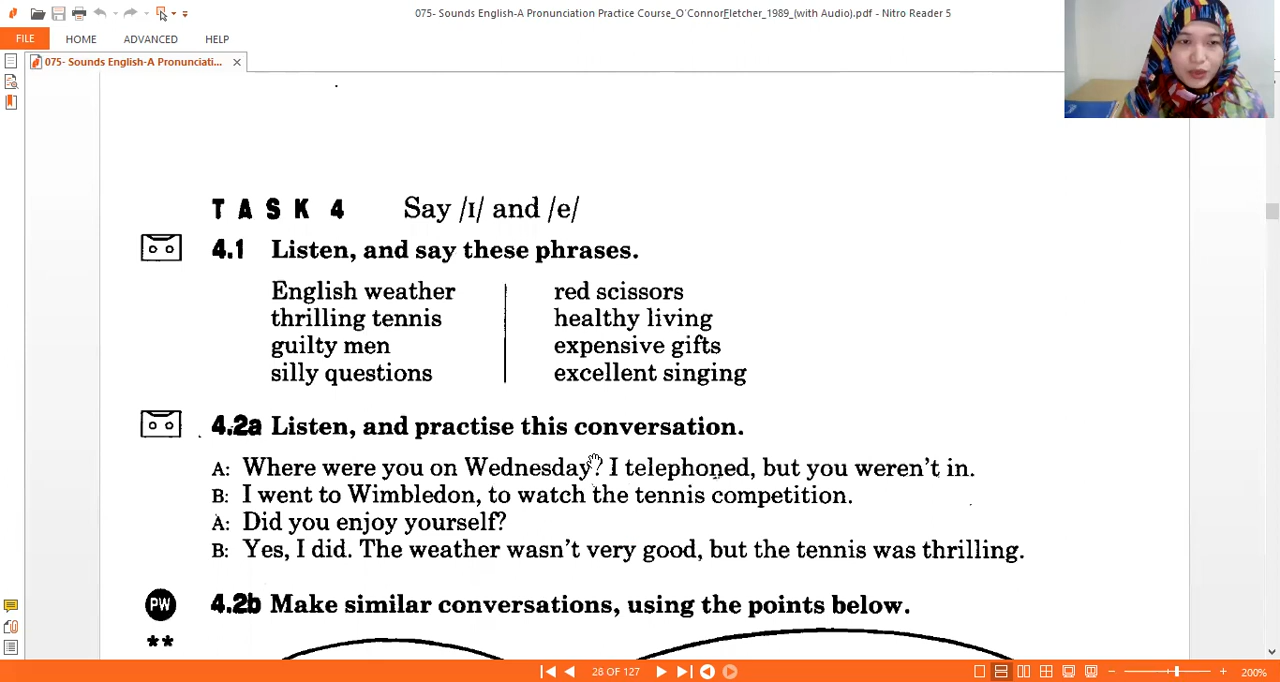 075- Sounds English-A Pronunciation Practice Course_O`ConnorFletcher_1989_(with Audio).pdf - Nitro Reader 5
FILE HOME ADVANCED HELP
075- Sounds English-A Pronunciati...
TASK 4 Say /ɪ/ and /e/
4.1 Listen, and say these phrases.
English weather
thrilling tennis
guilty men
silly questions
red scissors
healthy living
expensive gifts
excellent singing
4.2a Listen, and practise this conversation.
A: Where were you on Wednesday? I telephoned, but you weren't in.
B: I went to Wimbledon, to watch the tennis competition.
A: Did you enjoy yourself?
B: Yes, I did. The weather wasn't very good, but the tennis was thrilling.
PW 4.2b Make similar conversations, using the points below.
**
28 OF 127
200%